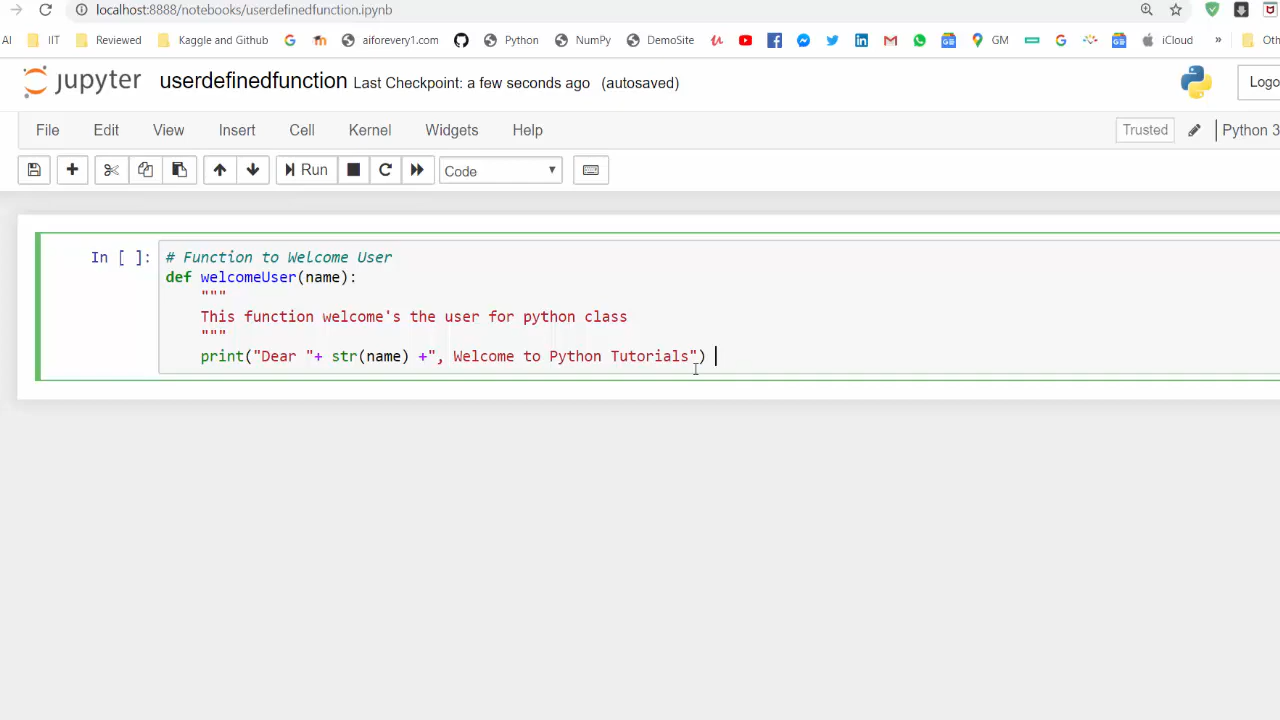 localhost:8888/notebooks/userdefinedfunction.ipynb
AI IIT Reviewed Kaggle and Github aiforevery1.com Python NumPy DemoSite GM iCloud » Oth
jupyter userdefinedfunction Last Checkpoint: a few seconds ago (autosaved) Logo
File Edit View Insert Cell Kernel Widgets Help Trusted Python 3
Run Code
In [ ]: # Function to Welcome User
def welcomeUser(name):
"""
This function welcome's the user for python class
"""
print("Dear "+ str(name) +", Welcome to Python Tutorials")